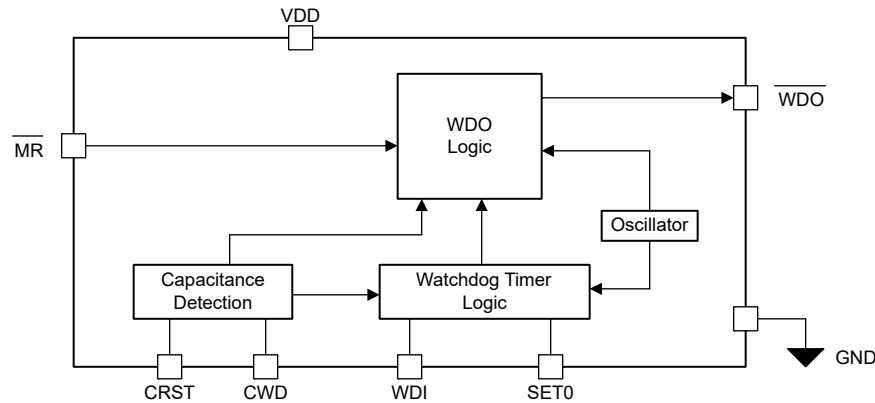 VDD
WDO
Logic
WDO
MR
Oscillator
Capacitance
Detection
Watchdog Timer
Logic
GND
CRST
CWD
WDI
SET0